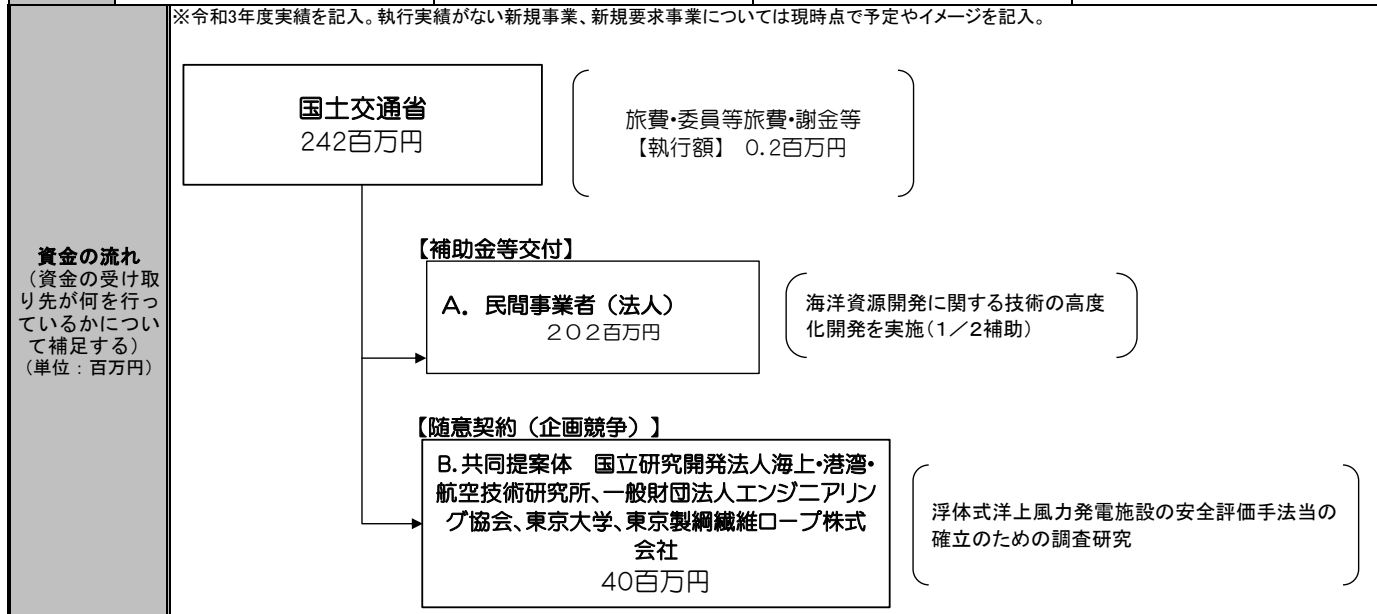 ※令和3年度実績を記入。執行実績がない新規事業、新規要求事業については現時点で予定やイメージを記入。
国土交通省
242百万円
旅費・委員等旅費・謝金等
【執行額】 0.2百万円
資金の流れ
（資金の受け取
り先が何を行っ
ているかについ
て補足する）
（単位：百万円）
【補助金等交付】
A. 民間事業者（法人）
202百万円
海洋資源開発に関する技術の高度
化開発を実施(1／2補助)
【随意契約（企画競争）】
B.共同提案体 国立研究開発法人海上・港湾・
航空技術研究所、一般財団法人エンジニアリン
グ協会、東京大学、東京製綱繊維ロープ株式
会社
40百万円
浮体式洋上風力発電施設の安全評価手法当の
確立のための調査研究